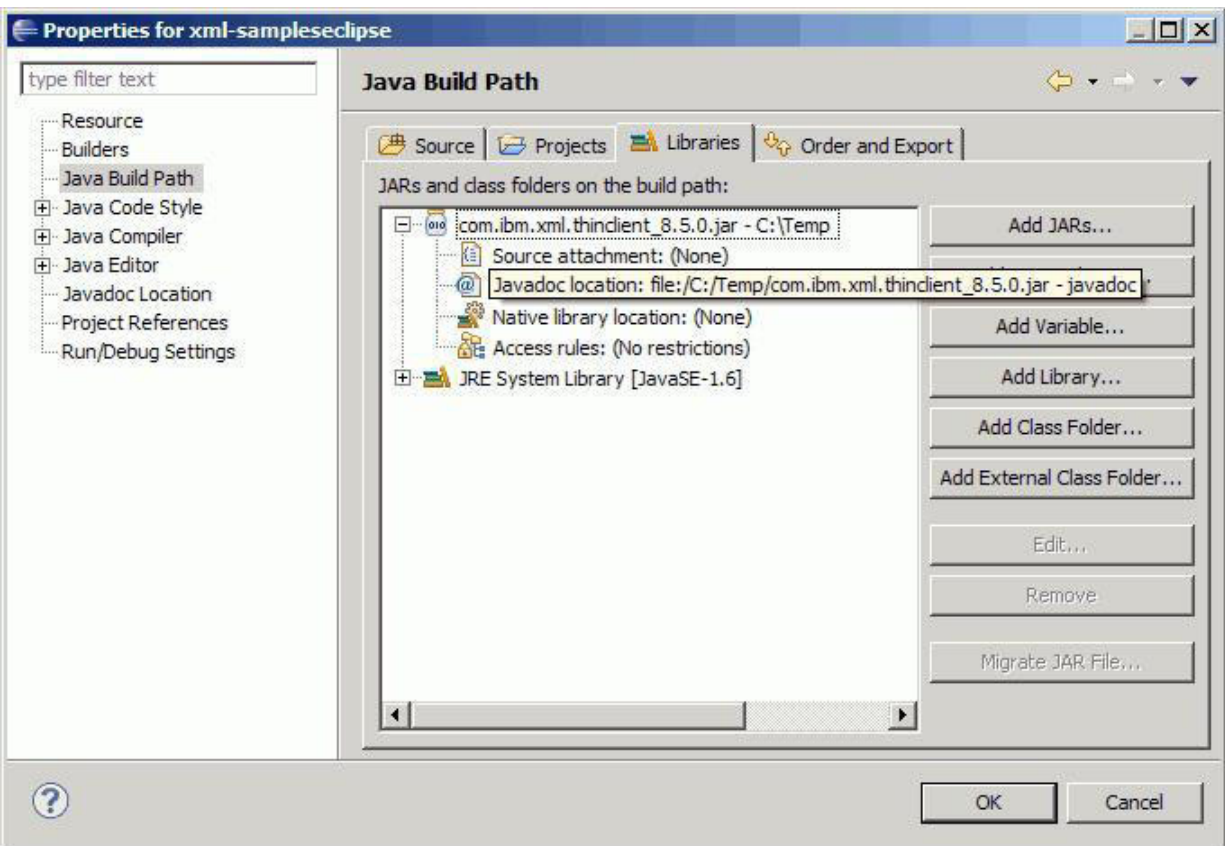 Properties for xml-sampleseclipse
type filter text
Resource
Builders
Java Build Path
Java Code Style
Java Compiler
Java Editor
Javadoc Location
Project References
Run/Debug Settings
Java Build Path
Source Projects Libraries Order and Export
JARs and class folders on the build path:
com.ibm.xml.thinclient_8.5.0.jar - C:\Temp
Source attachment: (None)
Javadoc location: file:/C:/Temp/com.ibm.xml.thinclient_8.5.0.jar - javadoc
Native library location: (None)
Access rules: (No restrictions)
JRE System Library [JavaSE-1.6]
Add JARs...
Add Variable...
Add Library...
Add Class Folder...
Add External Class Folder...
Edit...
Remove
Migrate JAR File...
OK Cancel